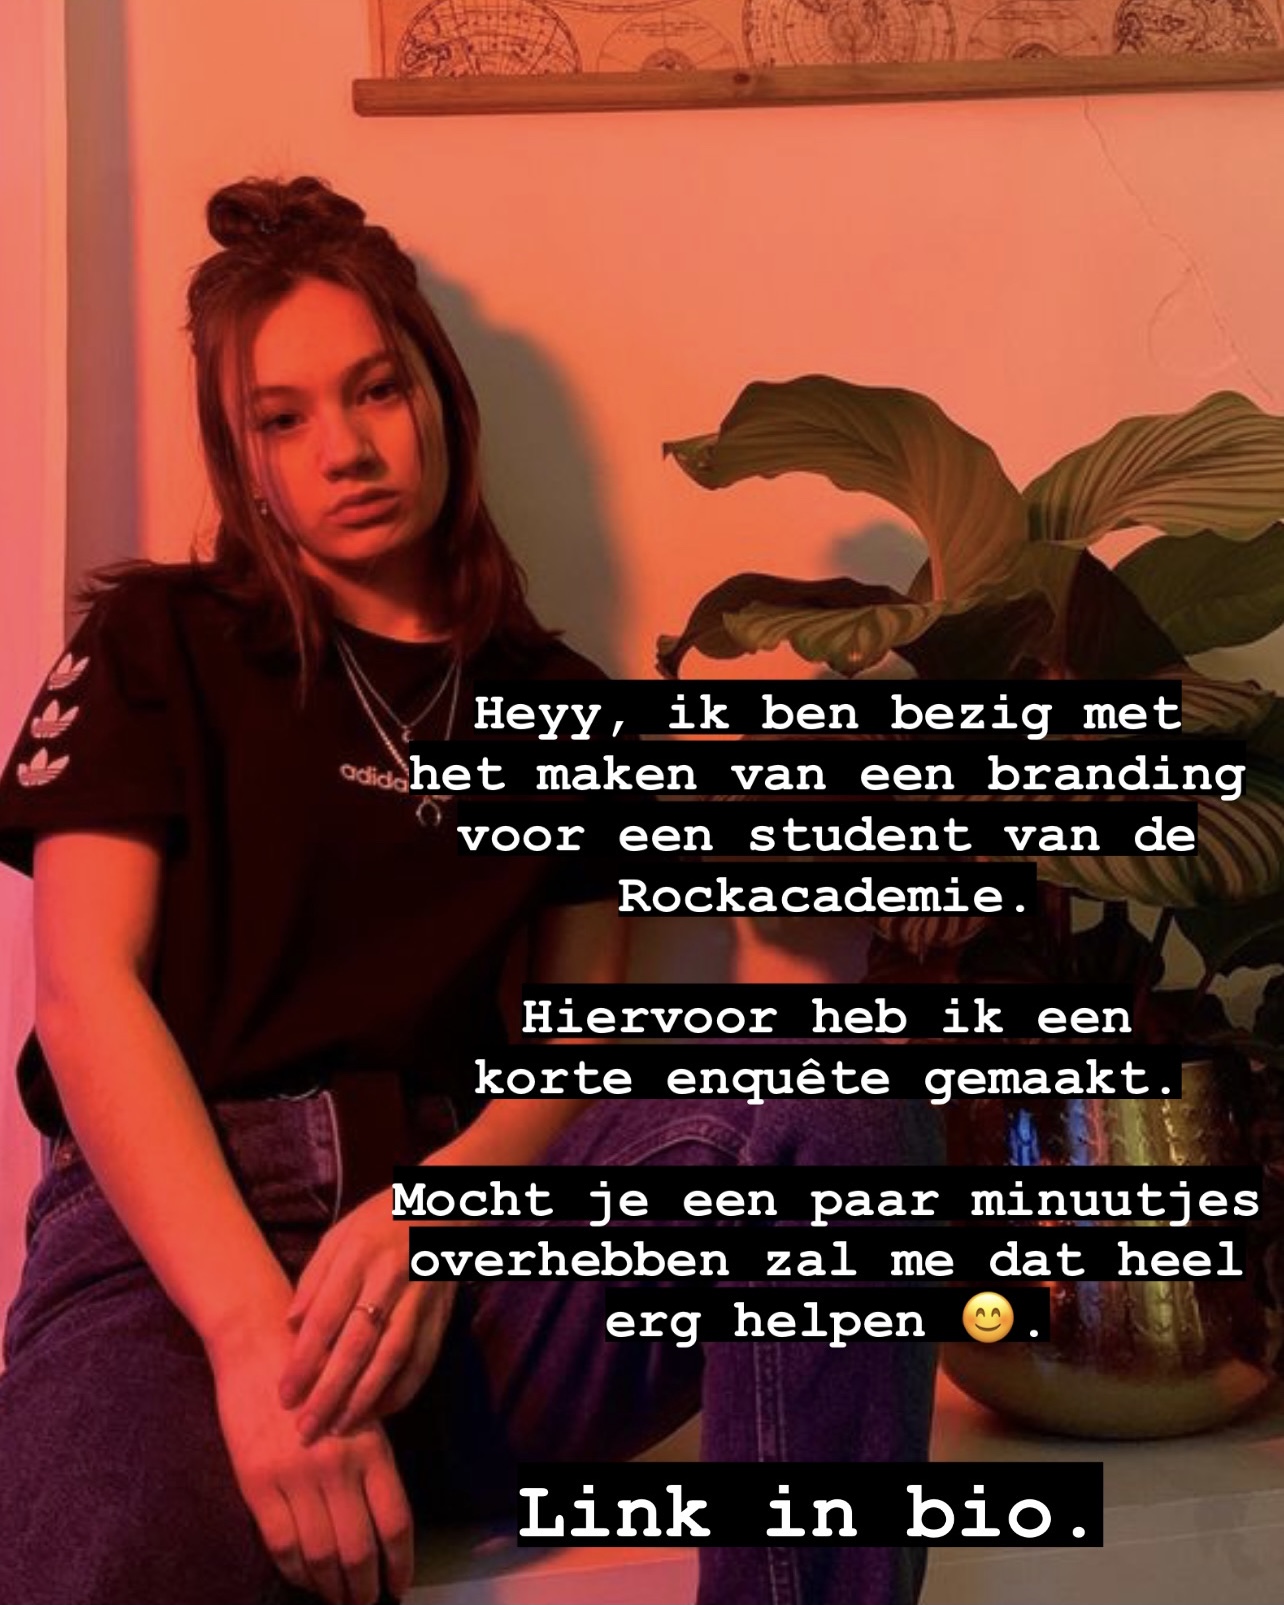 adida
Heyy, ik ben bezig met
het maken van een branding
voor een student van de
Rockacademie.
Hiervoor heb ik een
korte enquête gemaakt.
Mocht je een paar minuutjes
overhebben zal me dat heel
erg helpen 😊.
Link in bio.